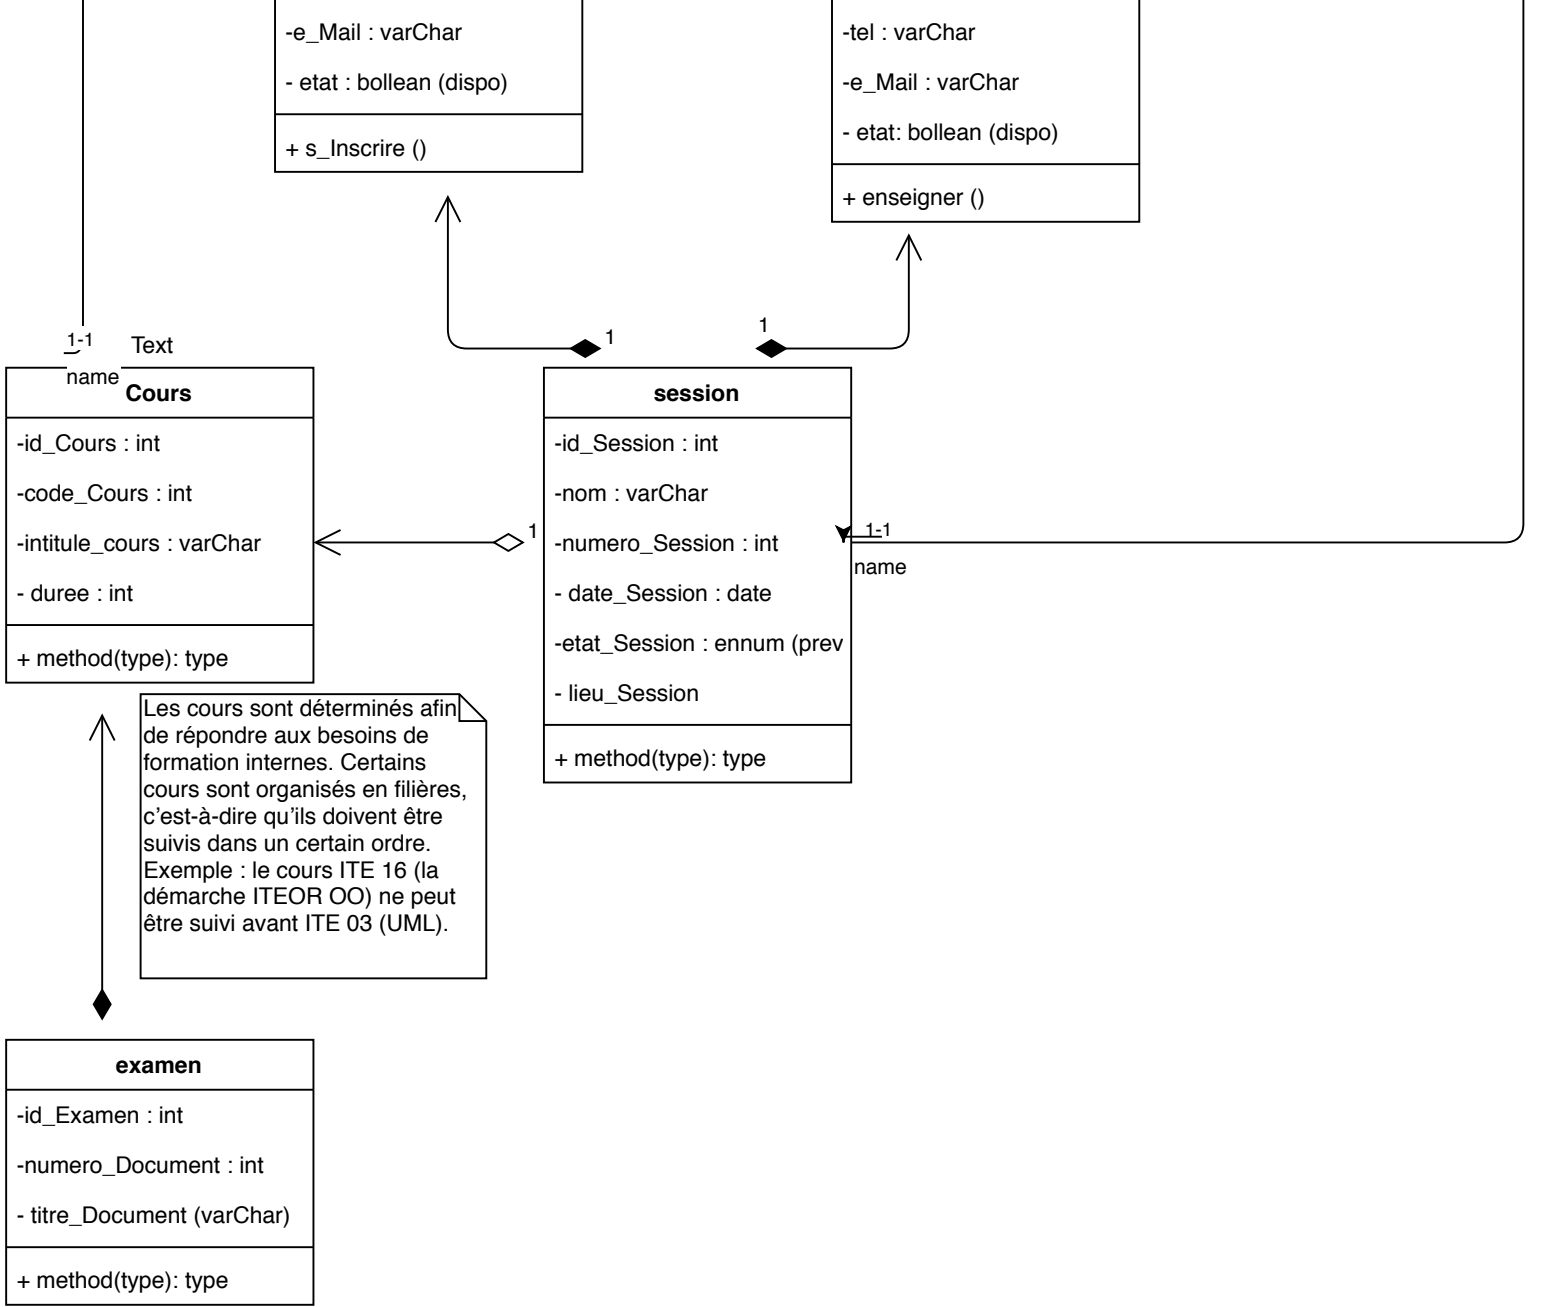 -e_Mail : varChar
- etat : bollean (dispo)
+ s_Inscrire ()
-tel : varChar
-e_Mail : varChar
- etat: bollean (dispo)
+ enseigner ()
1
1
1-1
Text
name
Cours
-id_Cours : int
-code_Cours : int
-intitule_cours : varChar
- duree : int
+ method(type): type
1
session
-id_Session : int
-nom : varChar
-numero_Session : int
- date_Session : date
-etat_Session : ennum (prev
- lieu_Session
+ method(type): type
1-1
name
Les cours sont déterminés afin
de répondre aux besoins de
formation internes. Certains
cours sont organisés en filières,
c’est-à-dire qu’ils doivent être
suivis dans un certain ordre.
Exemple : le cours ITE 16 (la
démarche ITEOR OO) ne peut
être suivi avant ITE 03 (UML).
examen
-id_Examen : int
-numero_Document : int
- titre_Document (varChar)
+ method(type): type